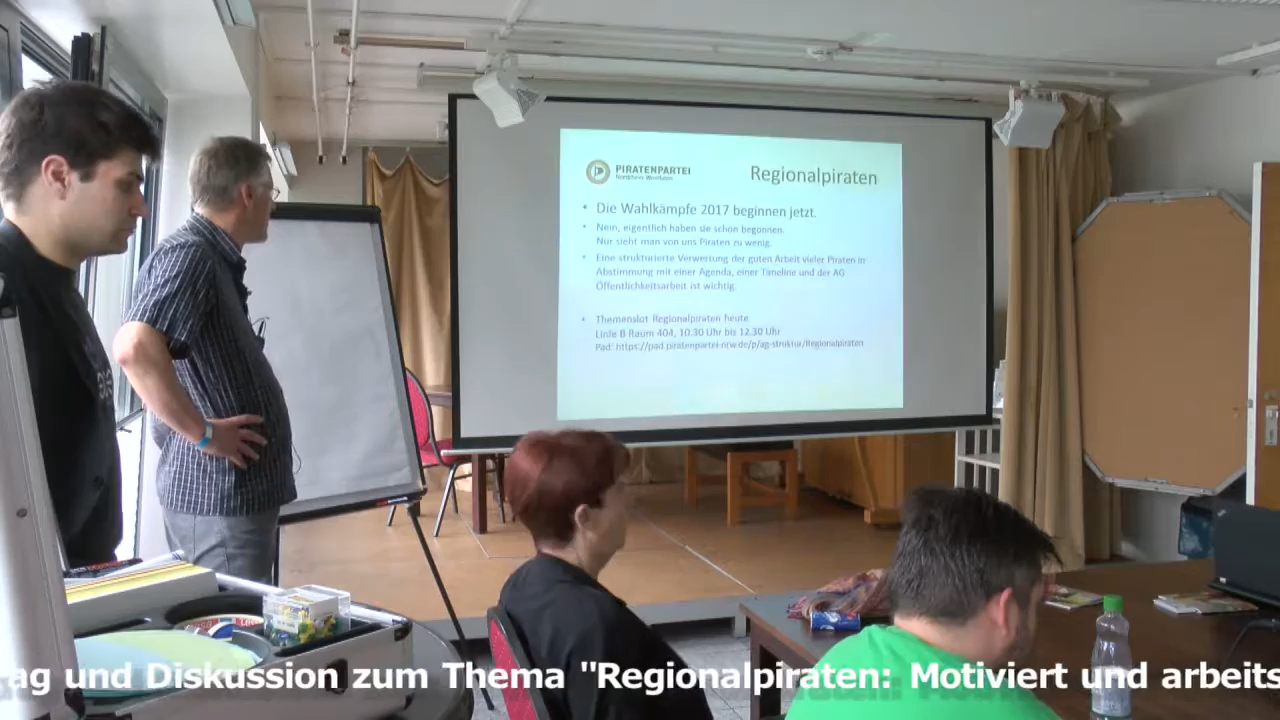 PIRATENPARTEI
Nordrhein-Westfalen
Regionalpiraten
• Die Wahlkämpfe 2017 beginnen jetzt.
• Nein, eigentlich haben sie schon begonnen.
Nur sieht man von uns Piraten zu wenig.
• Eine strukturierte Verwertung der guten Arbeit vieler Piraten in
Abstimmung mit einer Agenda, einer Timeline und der AG
Öffentlichkeitsarbeit ist wichtig.
• Themenslot Regionalpiraten heute
Linie B Raum 404, 10.30 Uhr bis 12.30 Uhr
Pad: https://pad.piratenpartei-nrw.de/p/ag-struktur/Regionalpiraten
ag und Diskussion zum Thema "Regionalpiraten: Motiviert und arbeits